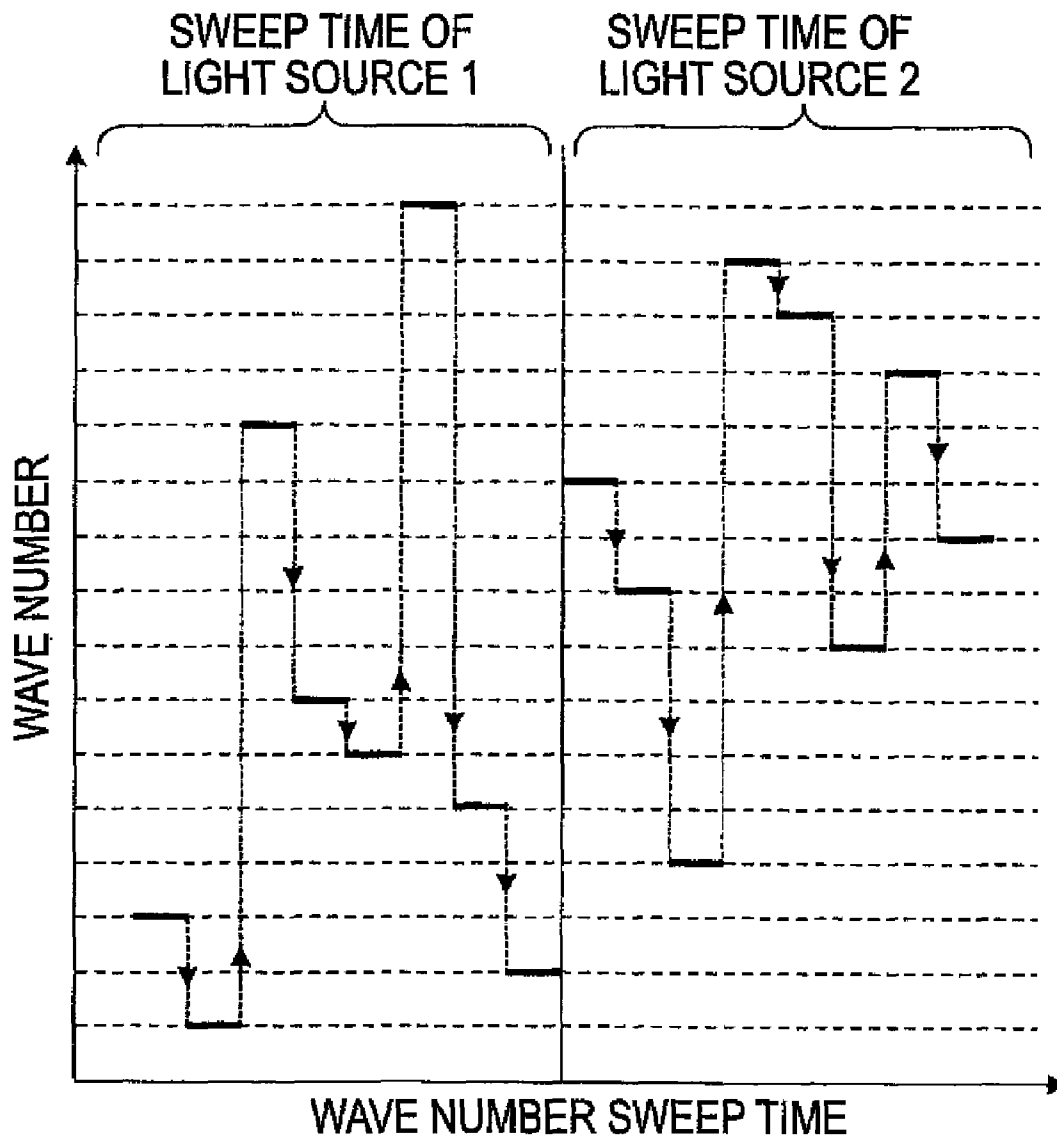 SWEEP TIME OF
LIGHT SOURCE 1
SWEEP TIME OF
LIGHT SOURCE 2
WAVE NUMBER
WAVE NUMBER SWEEP TIME